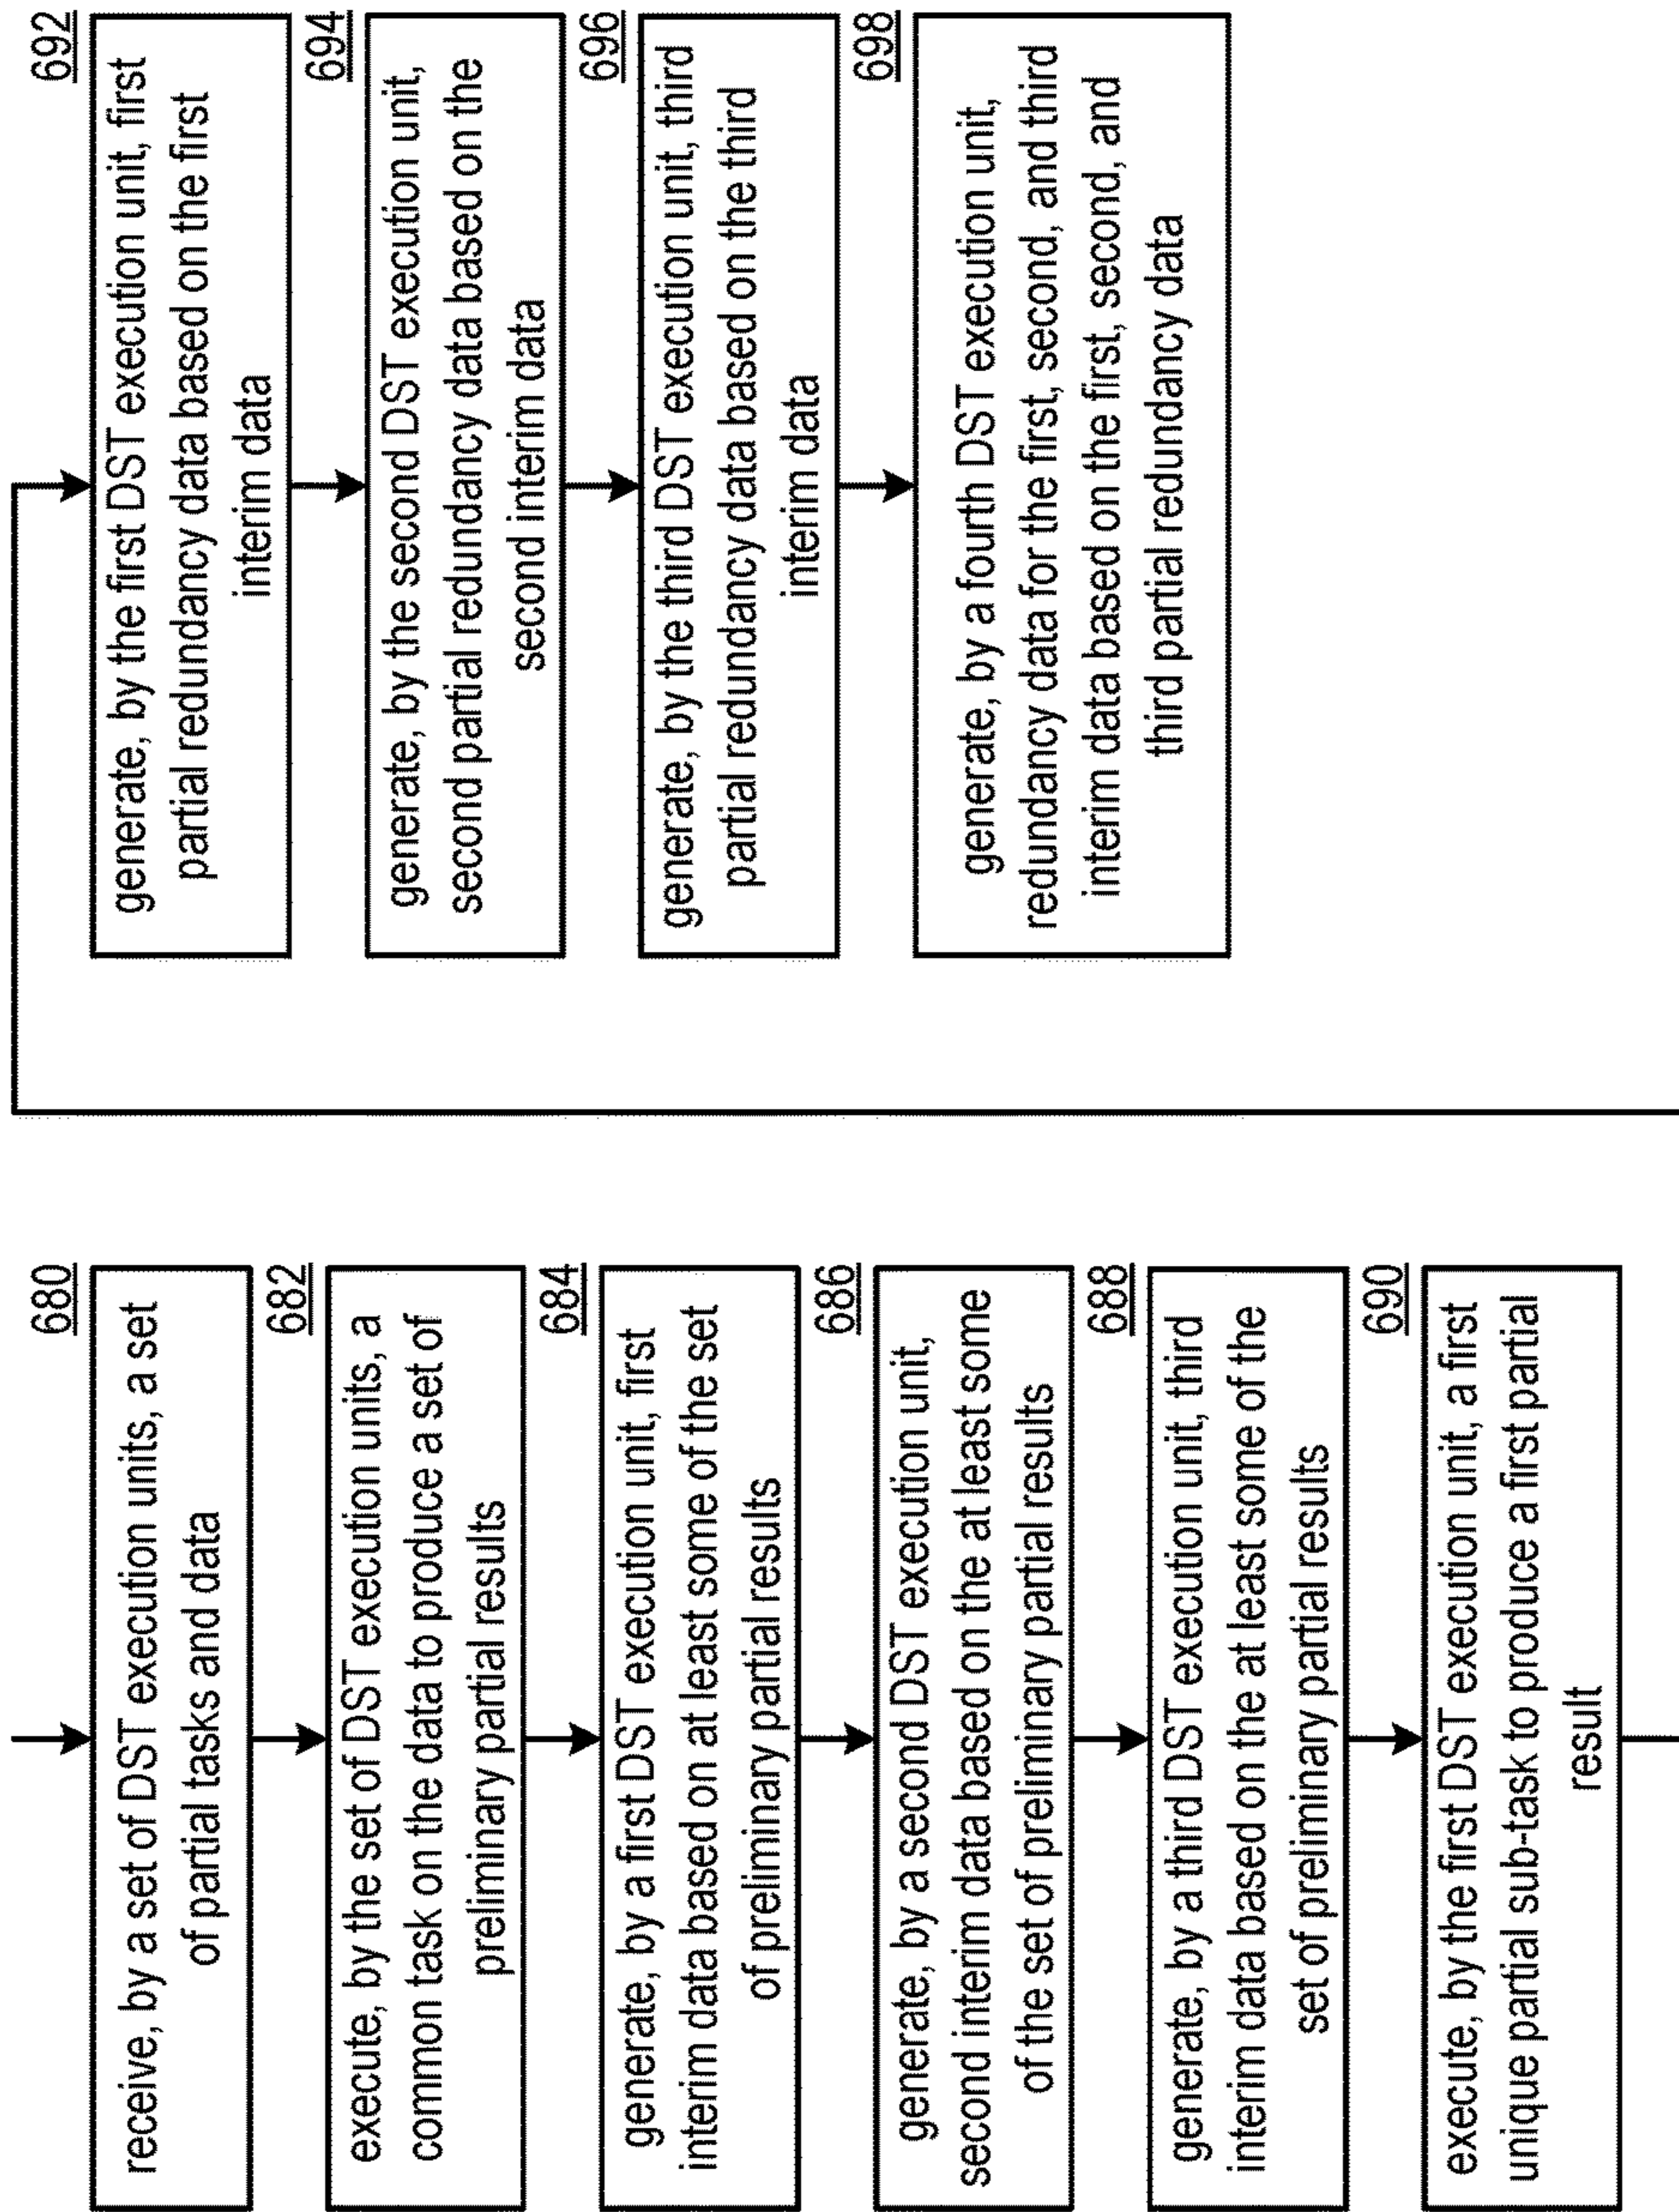 680
receive, by a set of DST execution units, a set
of partial tasks and data
682
execute, by the set of DST execution units, a
common task on the data to produce a set of
preliminary partial results
684
generate, by a first DST execution unit, first
interim data based on at least some of the set
of preliminary partial results
686
generate, by a second DST execution unit,
second interim data based on the at least some
of the set of preliminary partial results
688
generate, by a third DST execution unit, third
interim data based on the at least some of the
set of preliminary partial results
690
execute, by the first DST execution unit, a first
unique partial sub-task to produce a first partial
result
692
generate, by the first DST execution unit, first
partial redundancy data based on the first
interim data
694
generate, by the second DST execution unit,
second partial redundancy data based on the
second interim data
696
generate, by the third DST execution unit, third
partial redundancy data based on the third
interim data
698
generate, by a fourth DST execution unit,
redundancy data for the first, second, and third
interim data based on the first, second, and
third partial redundancy data